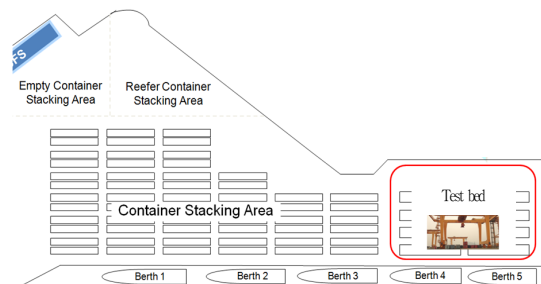 FS
Empty Container
Stacking Area
Reefer Container
Stacking Area
Test bed
Container Stacking Area
Berth 1
Berth 2
Berth 3
Berth 4
Berth 5